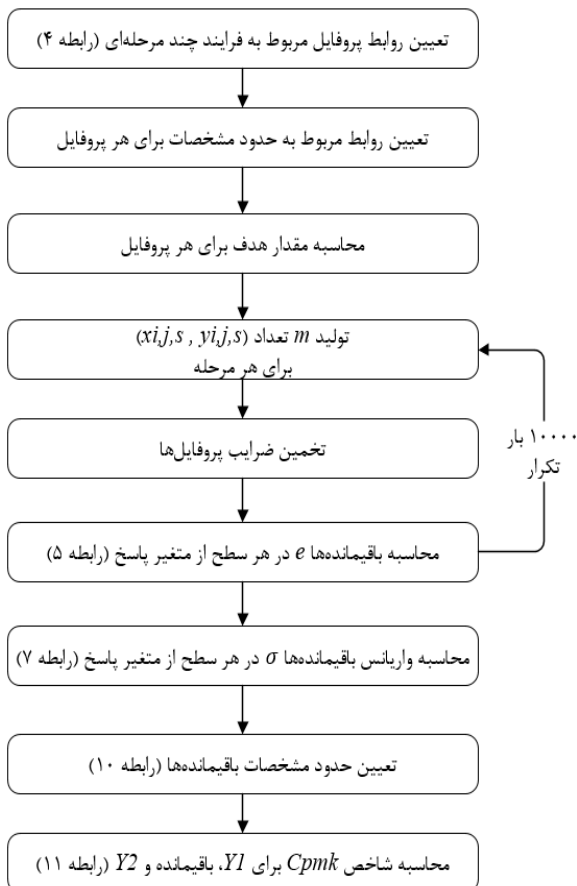 تعیین روابط پروفایل مربوط به فرایند چند مرحله‌ای (رابطه ۴)
تعیین روابط مربوط به حدود مشخصات برای هر پروفایل
محاسبه مقدار هدف برای هر پروفایل
تولید m تعداد (xi,j,s , yi,j,s)
برای هر مرحله
۱۰۰۰۰ بار
تکرار
تخمین ضرایب پروفایل‌ها
محاسبه باقیمانده‌ها e در هر سطح از متغیر پاسخ (رابطه ۵)
محاسبه واریانس باقیمانده‌ها σ در هر سطح از متغیر پاسخ (رابطه ۷)
تعیین حدود مشخصات باقیمانده‌ها (رابطه ۱۰)
محاسبه شاخص Cpmk برای Y1، باقیمانده و Y2 (رابطه ۱۱)